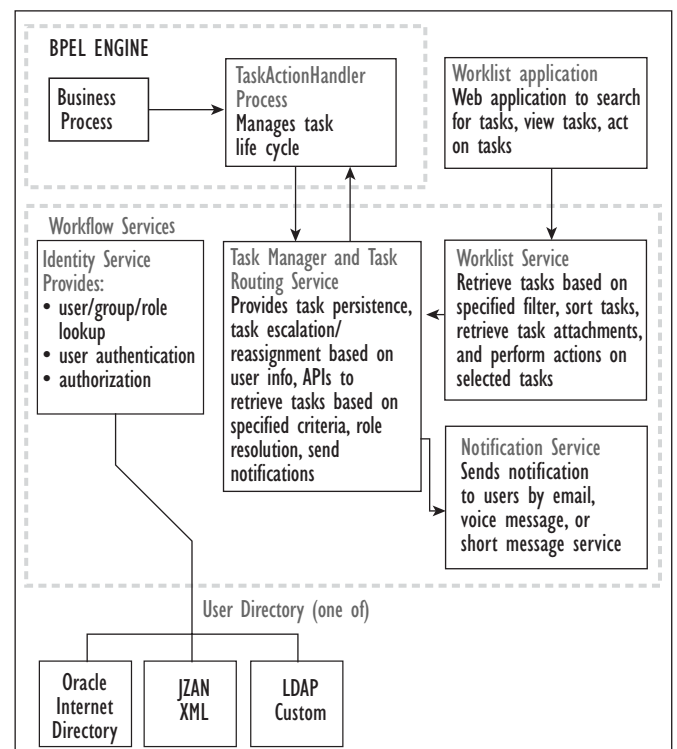 BPEL ENGINE
Business
Process
TaskActionHandler
Process
Manages task
life cycle
Worklist application
Web application to search
for tasks, view tasks, act
on tasks
Workflow Services
Identity Service
Provides:
• user/group/role
lookup
• user authentication
• authorization
Task Manager and Task
Routing Service
Provides task persistence,
task escalation/
reassignment based on
user info, APIs to
retrieve tasks based on
specified criteria, role
resolution, send
notifications
Worklist Service
Retrieve tasks based on
specified filter, sort tasks,
retrieve task attachments,
and perform actions on
selected tasks
Notification Service
Sends notification
to users by email,
voice message, or
short message service
User Directory (one of)
Oracle
Internet
Directory
JZAN
XML
LDAP
Custom